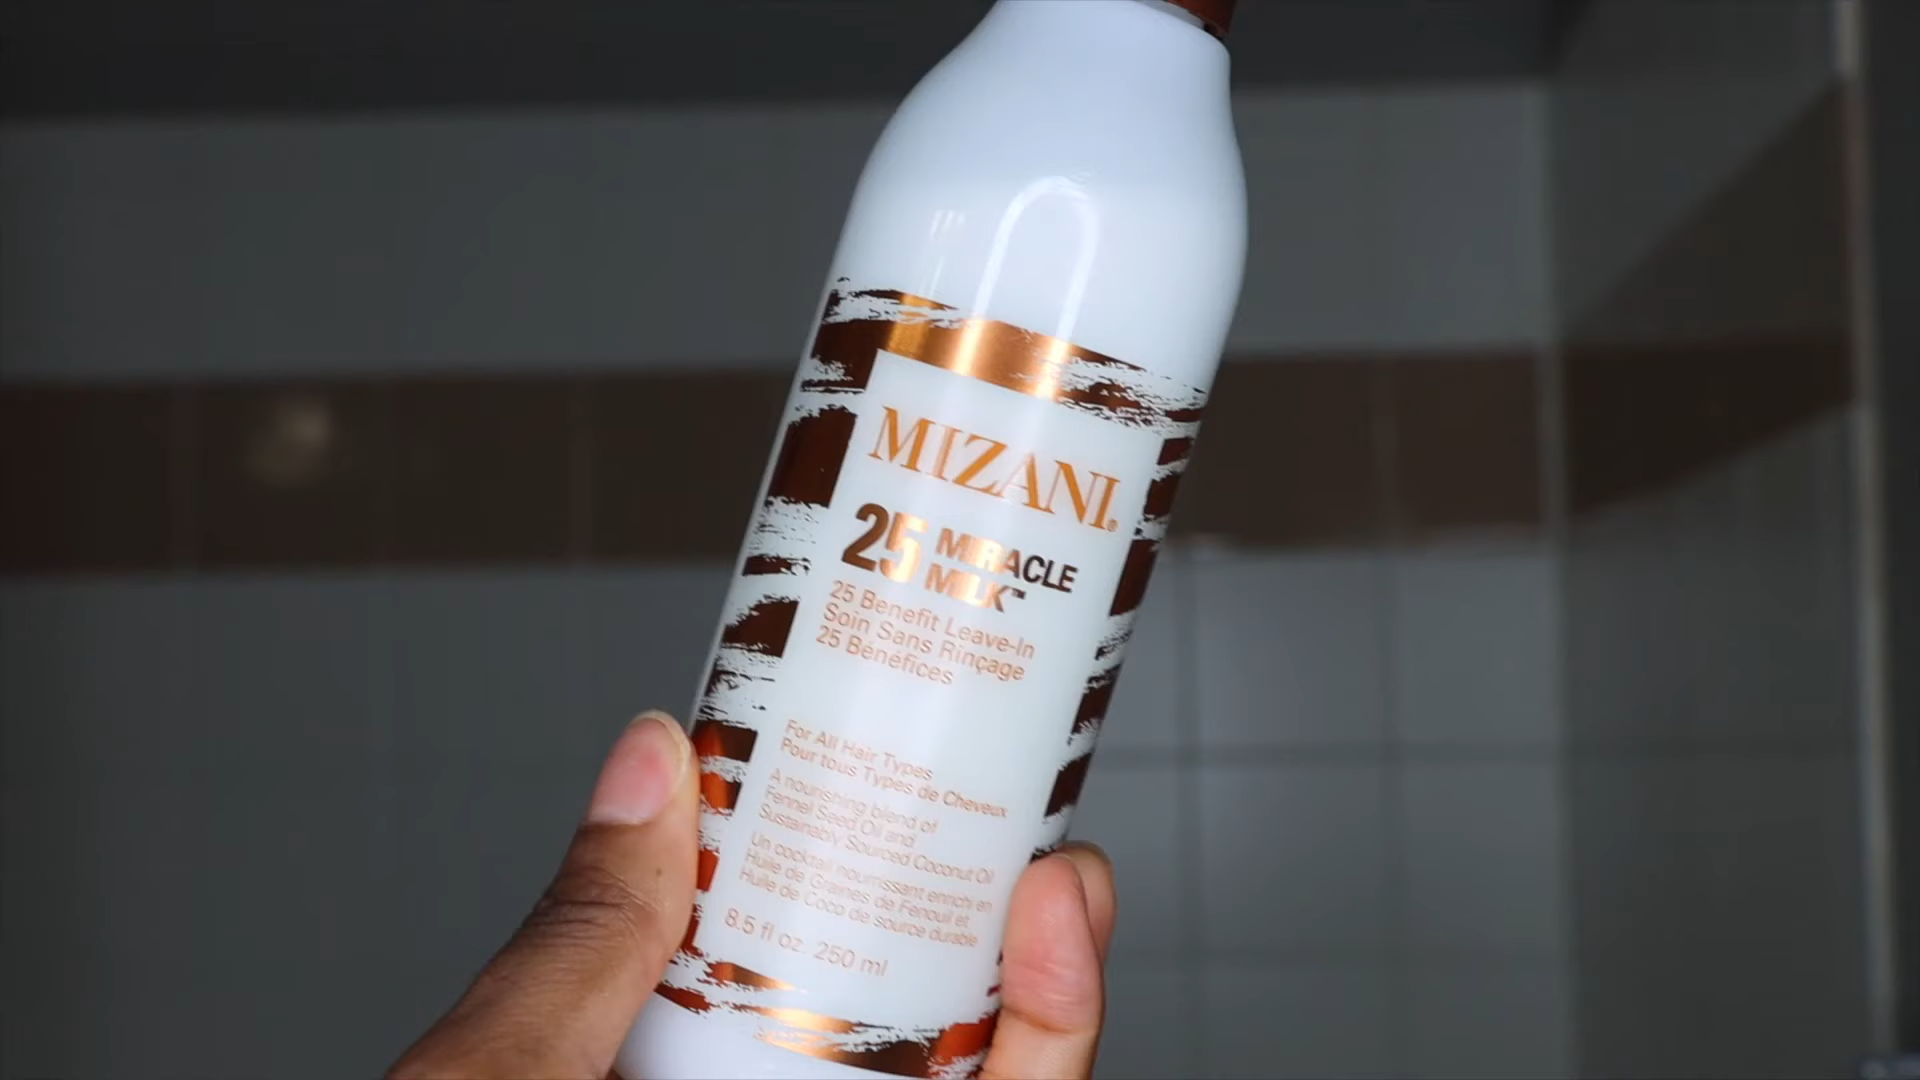 MIZANI®
25 MIRACLE
MILK™
25 Benefit Leave-In
Soin Sans Rinçage
25 Bénéfices
For All Hair Types
Pour tous Types de Cheveux
A nourishing blend of
Fennel Seed Oil and
Sustainably Sourced Coconut Oil
Un cocktail nourrissant enrichi en
Huile de Graines de Fenouil et
Huile de Coco de source durable
8.5 fl oz. 250 ml